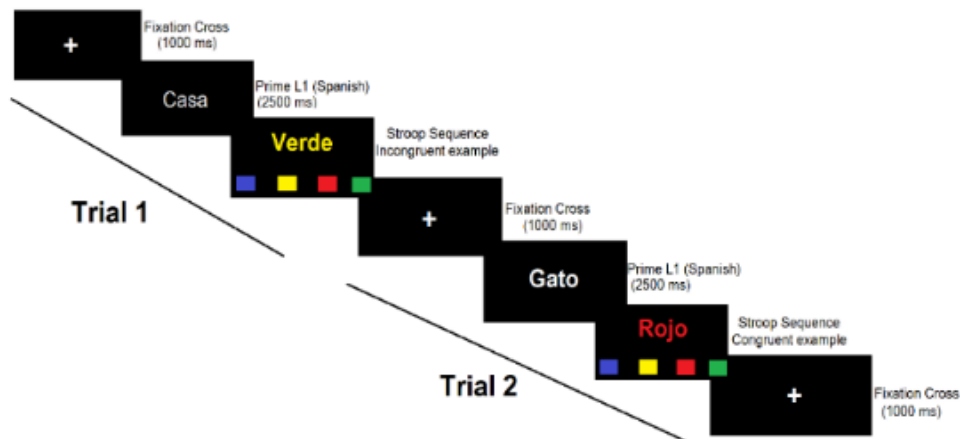 +
Fixation Cross
(1000 ms)
Casa
Prime L1 (Spanish)
(2500 ms)
Verde
Stroop Sequence
Incongruent example
Trial 1
+
Fixation Cross
(1000 ms)
Gato
Prime L1 (Spanish)
(2500 ms)
Rojo
Stroop Sequence
Congruent example
Trial 2
+
Fixation Cross
(1000 ms)